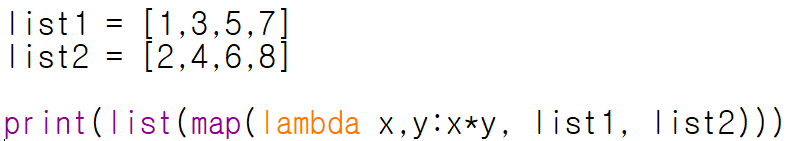 list1 = [1,3,5,7]
list2 = [2,4,6,8]
print(list(map(lambda x,y:x*y, list1, list2)))